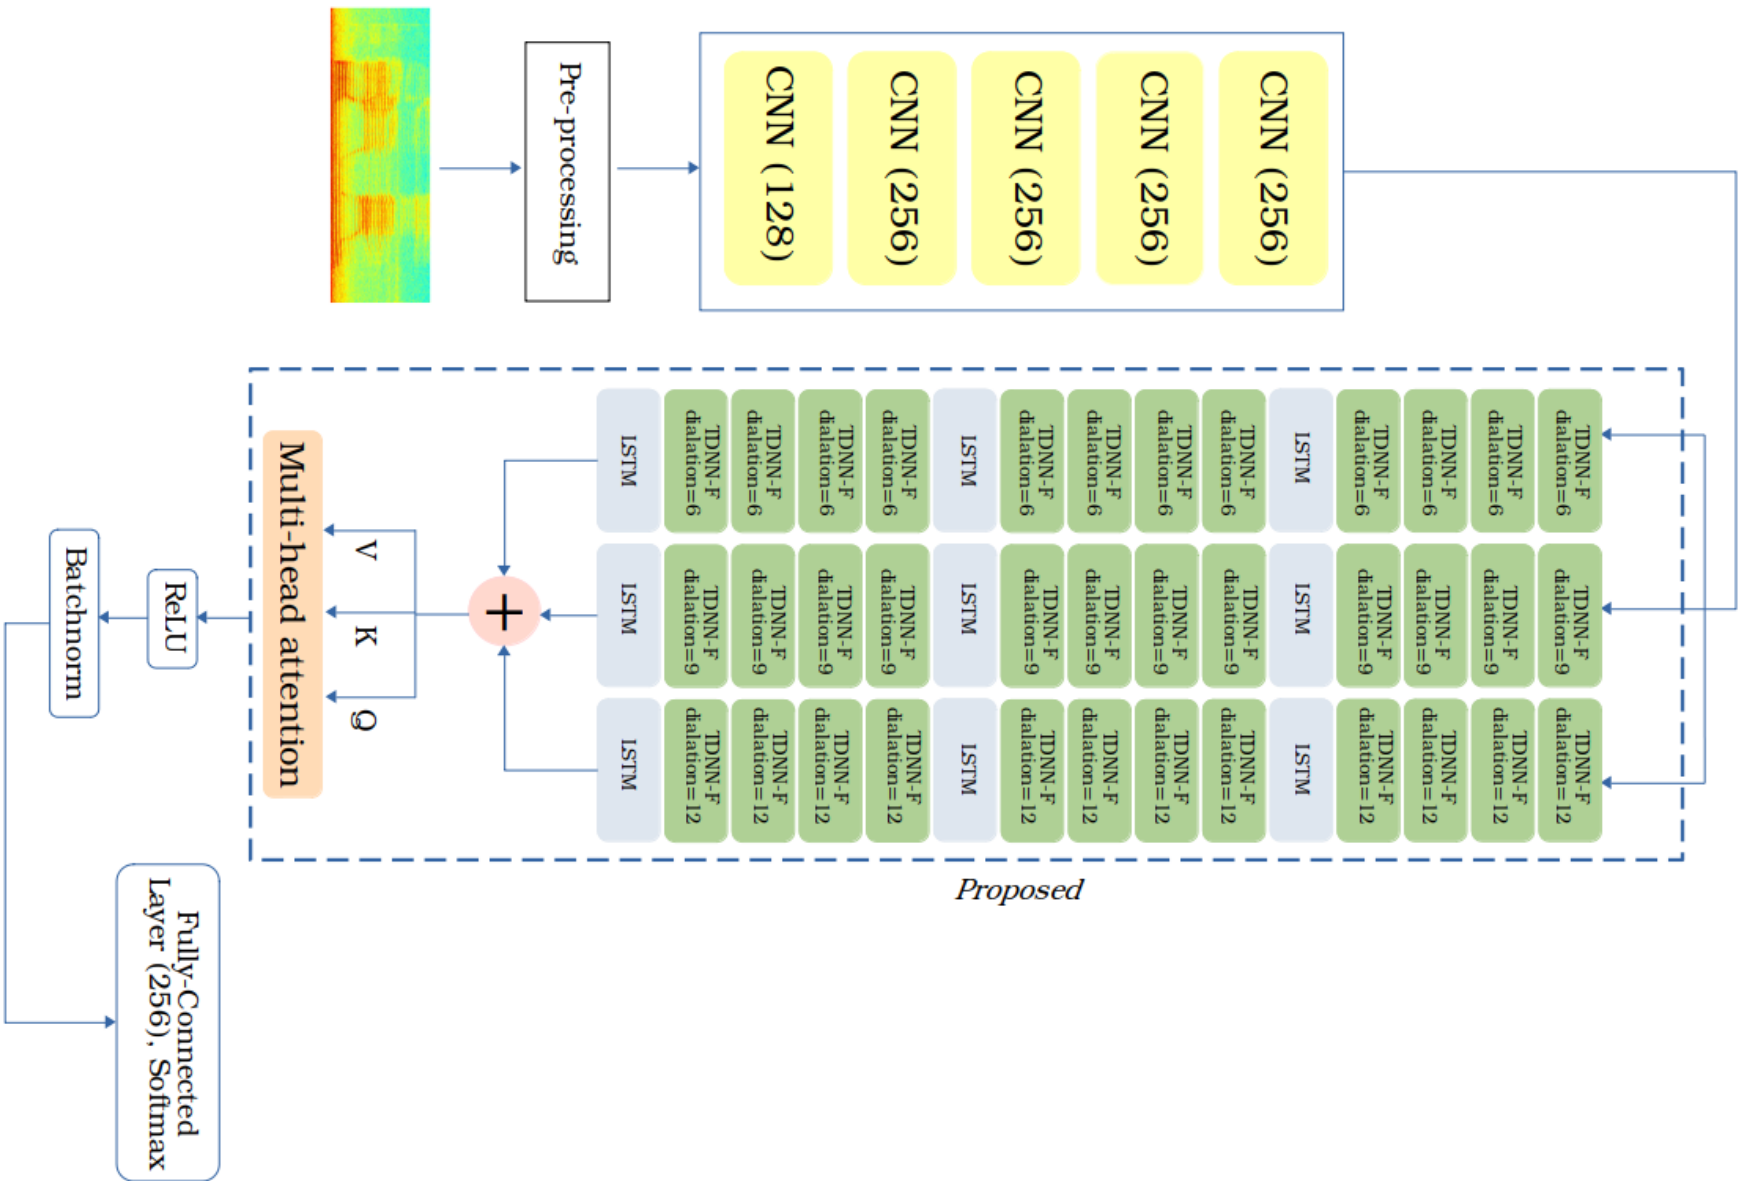 Pre-processing
CNN (128)
CNN (256)
CNN (256)
CNN (256)
CNN (256)
TDNN-F
dialation=6
TDNN-F
dialation=6
TDNN-F
dialation=6
TDNN-F
dialation=6
LSTM
TDNN-F
dialation=6
TDNN-F
dialation=6
TDNN-F
dialation=6
TDNN-F
dialation=6
LSTM
TDNN-F
dialation=6
TDNN-F
dialation=6
TDNN-F
dialation=6
TDNN-F
dialation=6
LSTM
TDNN-F
dialation=9
TDNN-F
dialation=9
TDNN-F
dialation=9
TDNN-F
dialation=9
LSTM
TDNN-F
dialation=9
TDNN-F
dialation=9
TDNN-F
dialation=9
TDNN-F
dialation=9
LSTM
TDNN-F
dialation=9
TDNN-F
dialation=9
TDNN-F
dialation=9
TDNN-F
dialation=9
LSTM
TDNN-F
dialation=12
TDNN-F
dialation=12
TDNN-F
dialation=12
TDNN-F
dialation=12
LSTM
TDNN-F
dialation=12
TDNN-F
dialation=12
TDNN-F
dialation=12
TDNN-F
dialation=12
LSTM
TDNN-F
dialation=12
TDNN-F
dialation=12
TDNN-F
dialation=12
TDNN-F
dialation=12
LSTM
+
V
K
Q
Multi-head attention
Proposed
ReLU
Batchnorm
Fully-Connected
Layer (256), Softmax